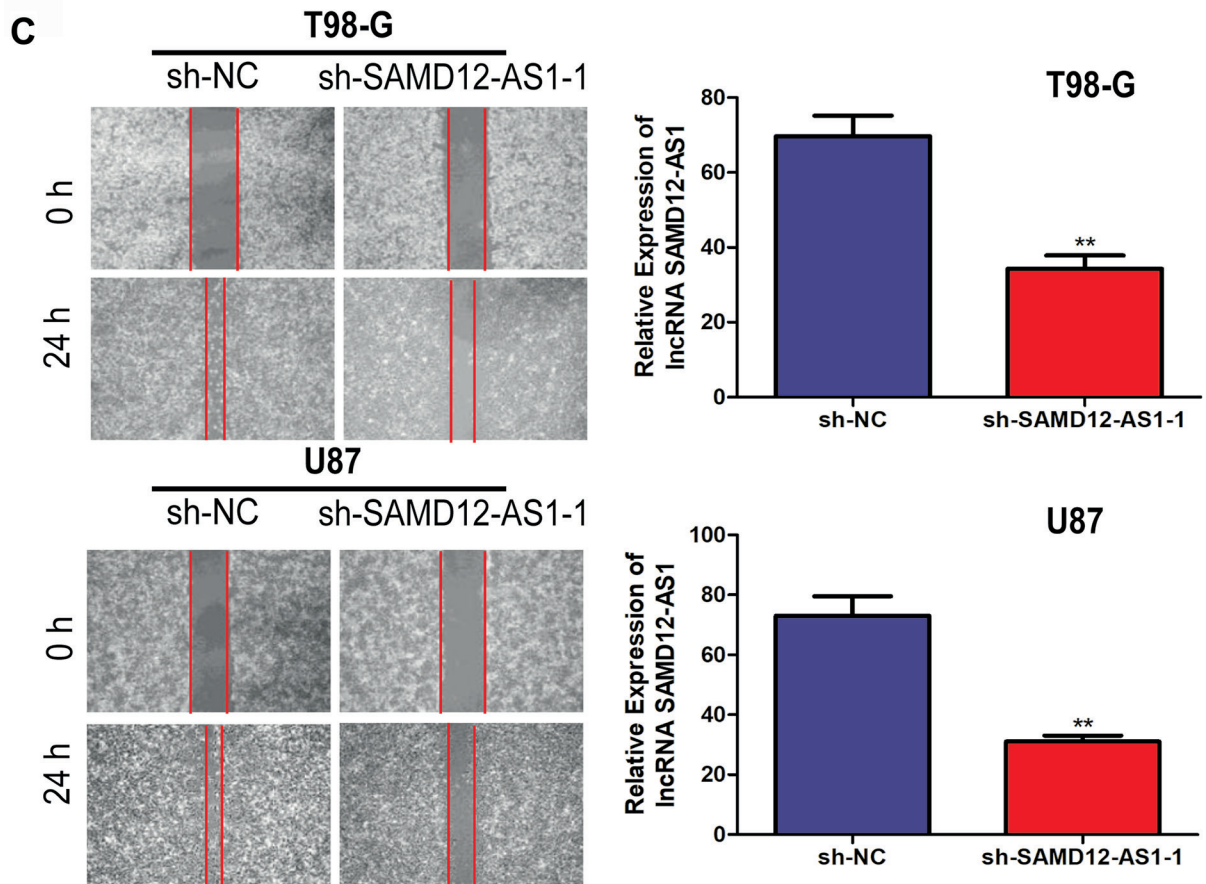 C
T98-G
sh-NC sh-SAMD12-AS1-1
0 h
24 h
U87
sh-NC sh-SAMD12-AS1-1
0 h
24 h
T98-G
Relative Expression of
lncRNA SAMD12-AS1
80
60
40
20
0
**
sh-NC sh-SAMD12-AS1-1
U87
Relative Expression of
lncRNA SAMD12-AS1
100
80
60
40
20
0
**
sh-NC sh-SAMD12-AS1-1